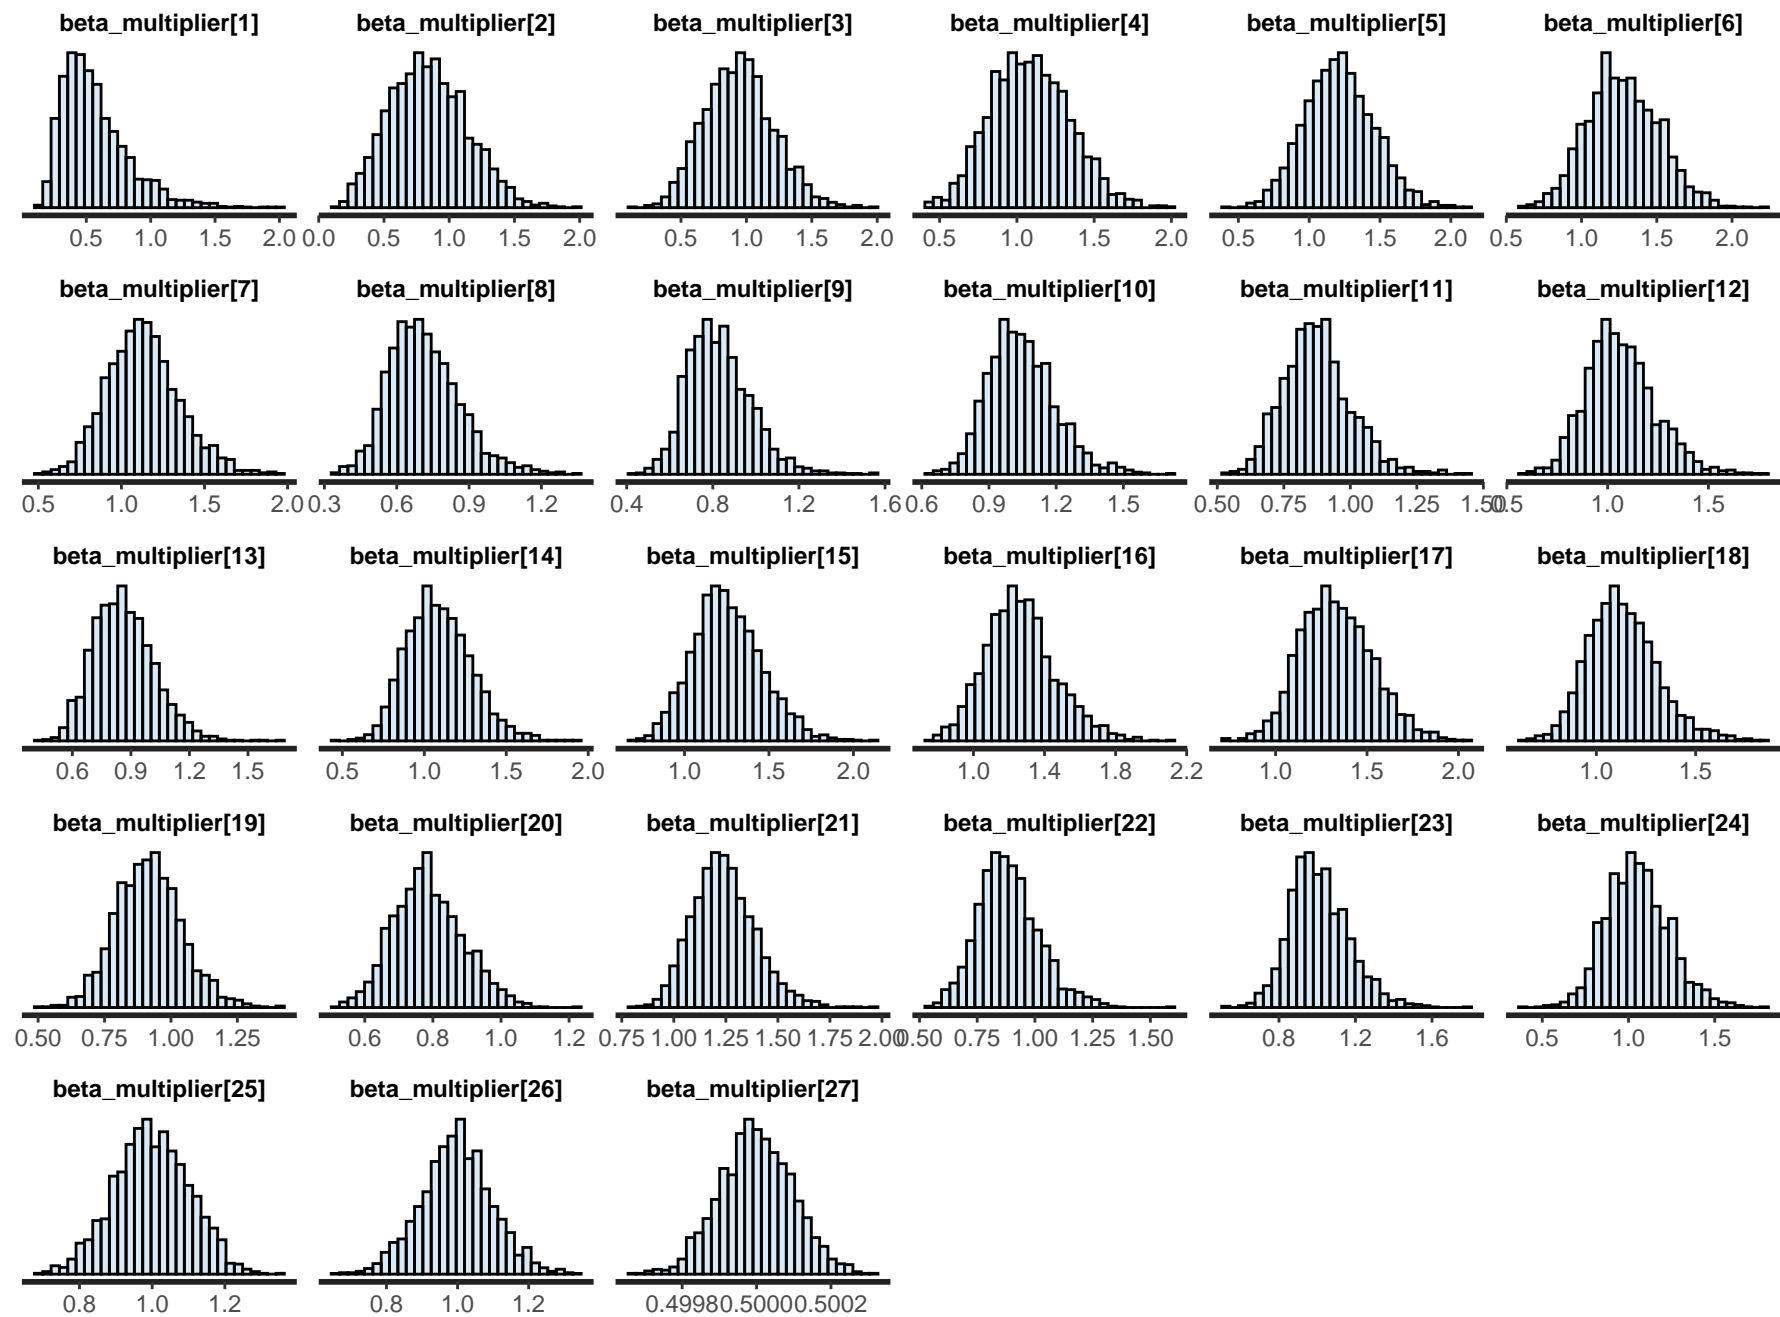 beta_multiplier[1] beta_multiplier[2] beta_multiplier[3] beta_multiplier[4] beta_multiplier[5] beta_multiplier[6]
0.5 1.0 1.5 2.0 0.0 0.5 1.0 1.5 2.0 0.5 1.0 1.5 2.0 0.5 1.0 1.5 2.0 0.5 1.0 1.5 2.0 0.5 1.0 1.5 2.0
beta_multiplier[7] beta_multiplier[8] beta_multiplier[9] beta_multiplier[10] beta_multiplier[11] beta_multiplier[12]
0.5 1.0 1.5 2.0 0.3 0.6 0.9 1.2 0.4 0.8 1.2 1.6 0.6 0.9 1.2 1.5 0.50 0.75 1.00 1.25 1.50 0.5 1.0 1.5
beta_multiplier[13] beta_multiplier[14] beta_multiplier[15] beta_multiplier[16] beta_multiplier[17] beta_multiplier[18]
0.6 0.9 1.2 1.5 0.5 1.0 1.5 2.0 1.0 1.5 2.0 1.0 1.4 1.8 2.2 1.0 1.5 2.0 1.0 1.5
beta_multiplier[19] beta_multiplier[20] beta_multiplier[21] beta_multiplier[22] beta_multiplier[23] beta_multiplier[24]
0.50 0.75 1.00 1.25 0.6 0.8 1.0 1.2 0.75 1.00 1.25 1.50 1.75 2.00 0.50 0.75 1.00 1.25 1.50 0.8 1.2 1.6 0.5 1.0 1.5
beta_multiplier[25] beta_multiplier[26] beta_multiplier[27]
0.8 1.0 1.2 0.8 1.0 1.2 0.4998 0.5000 0.5002